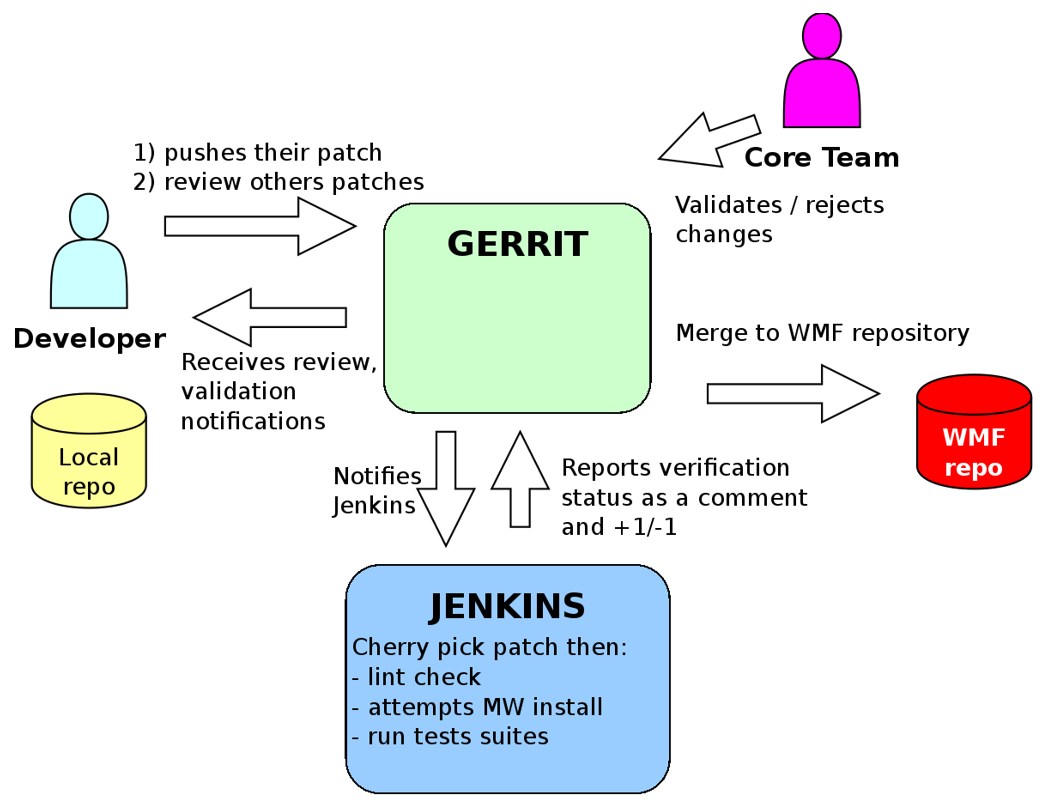 1) pushes their patch
2) review others patches
Core Team
Validates / rejects
changes
GERRIT
Developer
Receives review,
validation
notifications
Merge to WMF repository
Local
repo
WMF
repo
Notifies
Jenkins
Reports verification
status as a comment
and +1/-1
JENKINS
Cherry pick patch then:
- lint check
- attempts MW install
- run tests suites